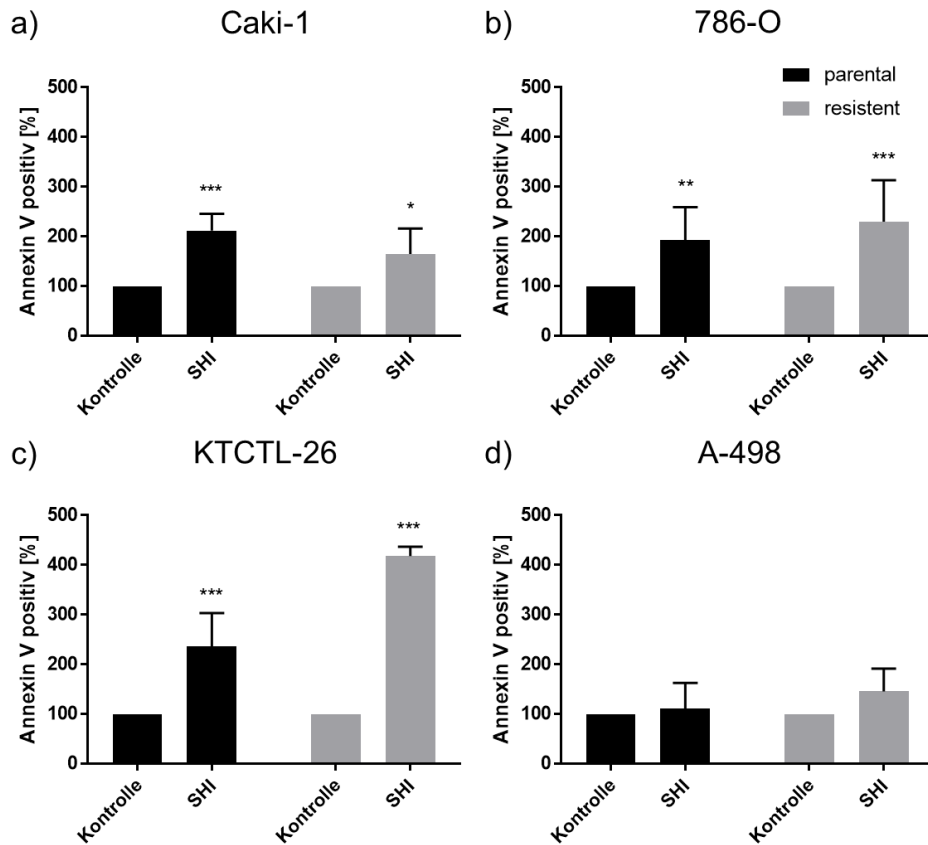 a) Caki-1
500
400
300
200
100
0
Annexin V positiv [%]
***
*
Kontrolle
SHI
Kontrolle
SHI
b) 786-O
parental
resistent
500
400
300
200
100
0
Annexin V positiv [%]
**
***
Kontrolle
SHI
Kontrolle
SHI
c) KTCTL-26
500
400
300
200
100
0
Annexin V positiv [%]
***
***
Kontrolle
SHI
Kontrolle
SHI
d) A-498
500
400
300
200
100
0
Annexin V positiv [%]
Kontrolle
SHI
Kontrolle
SHI